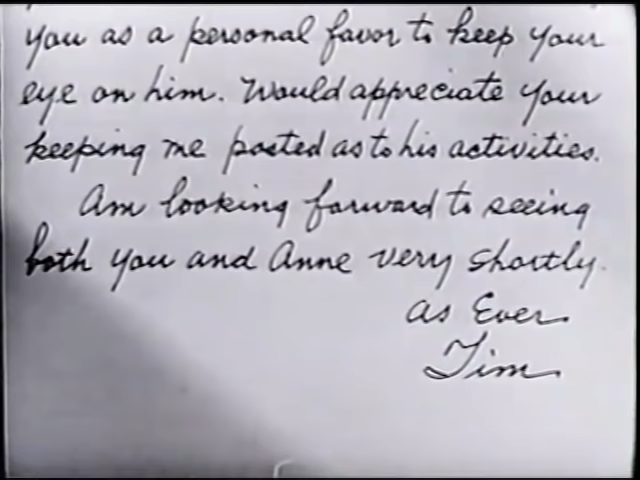 you as a personal favor to keep your
eye on him. Would appreciate your
keeping me posted as to his activities.
Am looking forward to seeing
both you and Anne very shortly.
As Ever
Tim